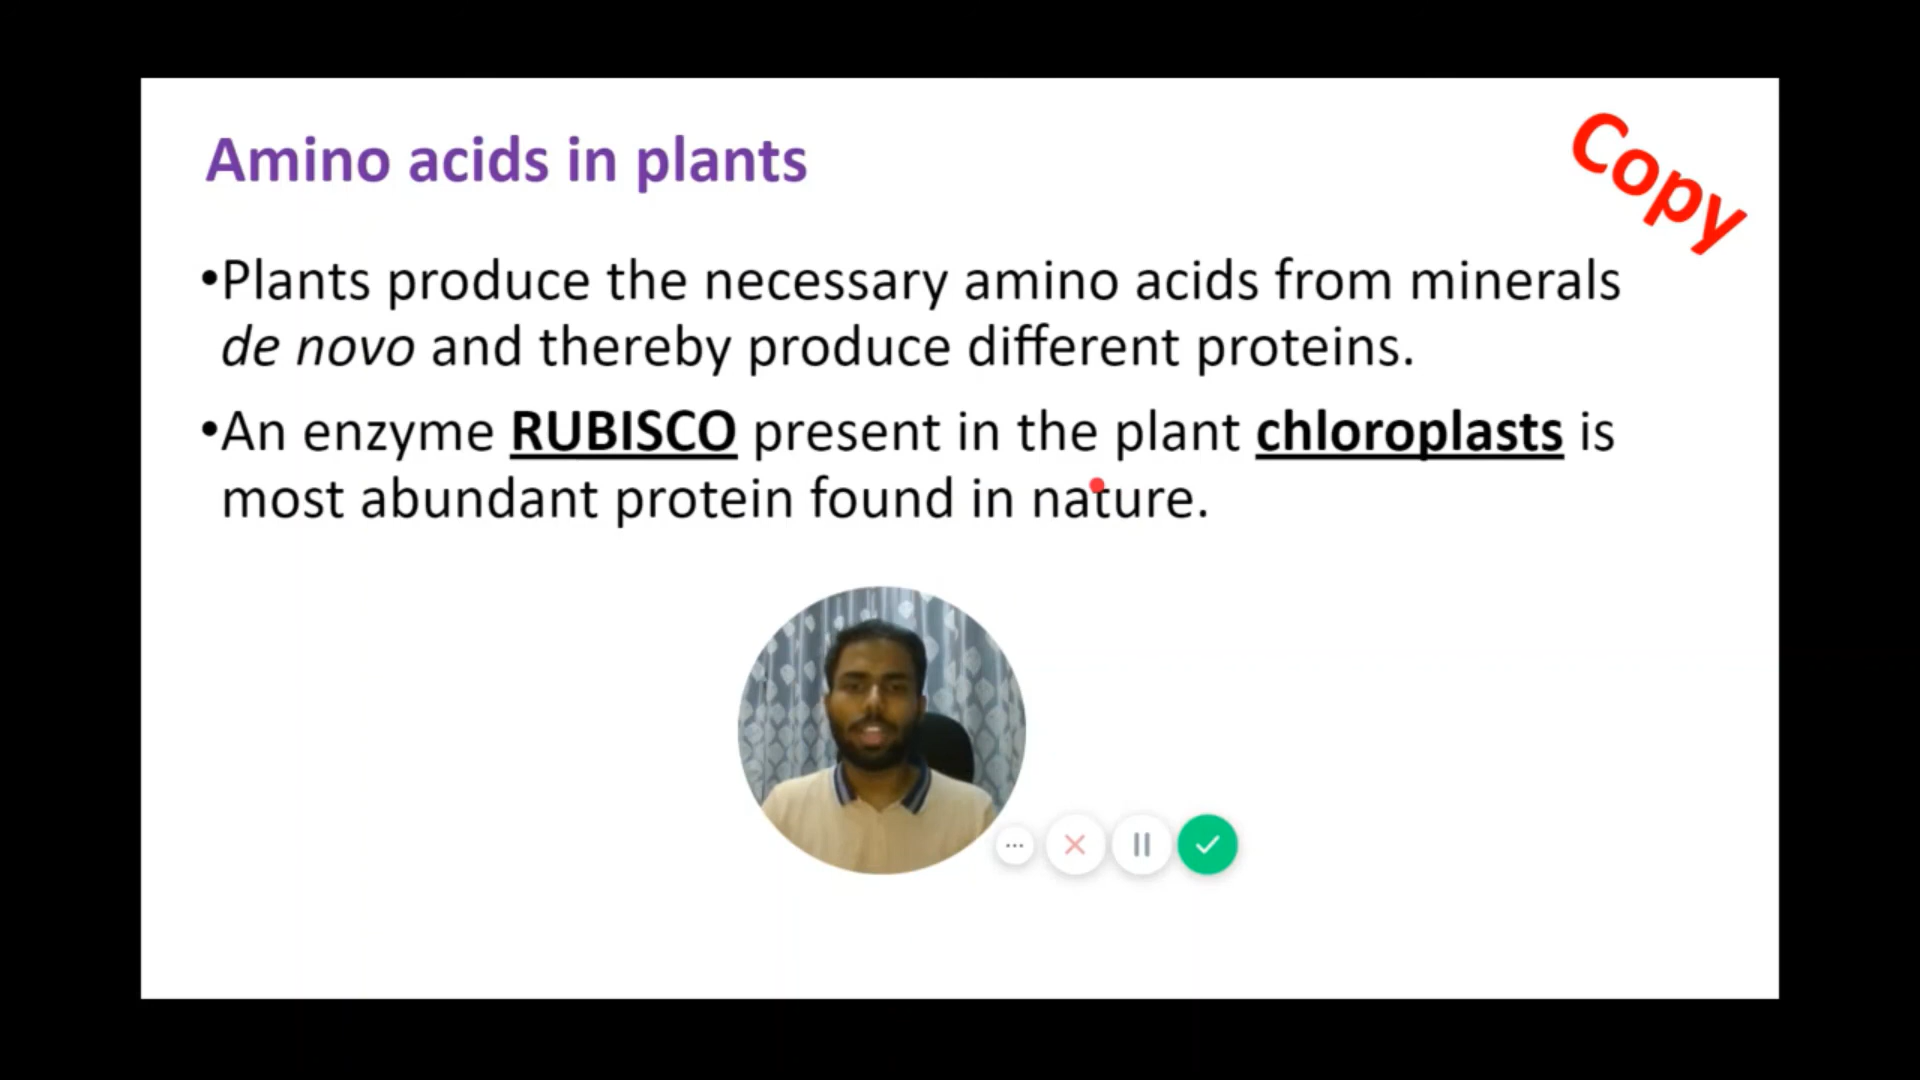 Amino acids in plants
Copy
•Plants produce the necessary amino acids from minerals
de novo and thereby produce different proteins.
•An enzyme RUBISCO present in the plant chloroplasts is
most abundant protein found in nature.